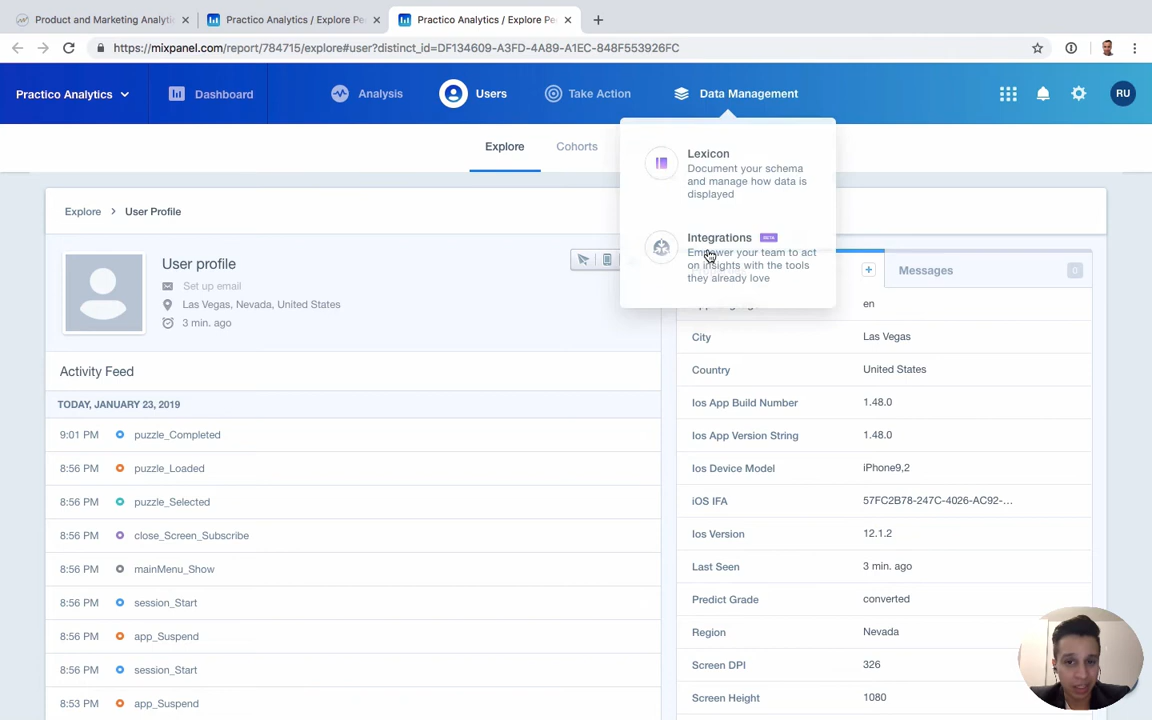 Product and Marketing Analytic
Practico Analytics / Explore Pe
Practico Analytics / Explore Pe
https://mixpanel.com/report/784715/explore#user?distinct_id=DF134609-A3FD-4A89-A1EC-848F553926FC
Practico Analytics
Dashboard
Analysis
Users
Take Action
Data Management
RU
Explore
Cohorts
Lexicon
Document your schema
and manage how data is
displayed
Integrations BETA
Empower your team to act
on insights with the tools
they already love
Explore > User Profile
User profile
Set up email
Las Vegas, Nevada, United States
3 min. ago
Messages 0
Activity Feed
TODAY, JANUARY 23, 2019
9:01 PM puzzle_Completed
8:56 PM puzzle_Loaded
8:56 PM puzzle_Selected
8:56 PM close_Screen_Subscribe
8:56 PM mainMenu_Show
8:56 PM session_Start
8:56 PM app_Suspend
8:56 PM session_Start
8:53 PM app_Suspend
en
City Las Vegas
Country United States
Ios App Build Number 1.48.0
Ios App Version String 1.48.0
Ios Device Model iPhone9,2
iOS IFA 57FC2B78-247C-4026-AC92-...
Ios Version 12.1.2
Last Seen 3 min. ago
Predict Grade converted
Region Nevada
Screen DPI 326
Screen Height 1080